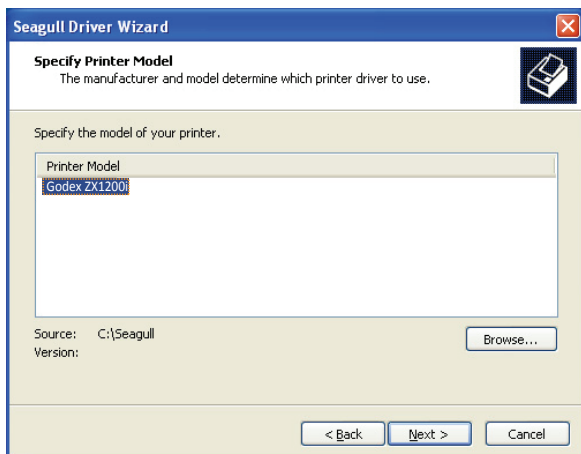 Seagull Driver Wizard
Specify Printer Model
The manufacturer and model determine which printer driver to use.
Specify the model of your printer.
Printer Model
Godex ZX1200i
Source: C:\Seagull
Version:
Browse...
< Back Next > Cancel